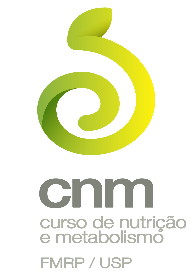 cnm
curso de nutrição
e metabolismo
FMRP / USP